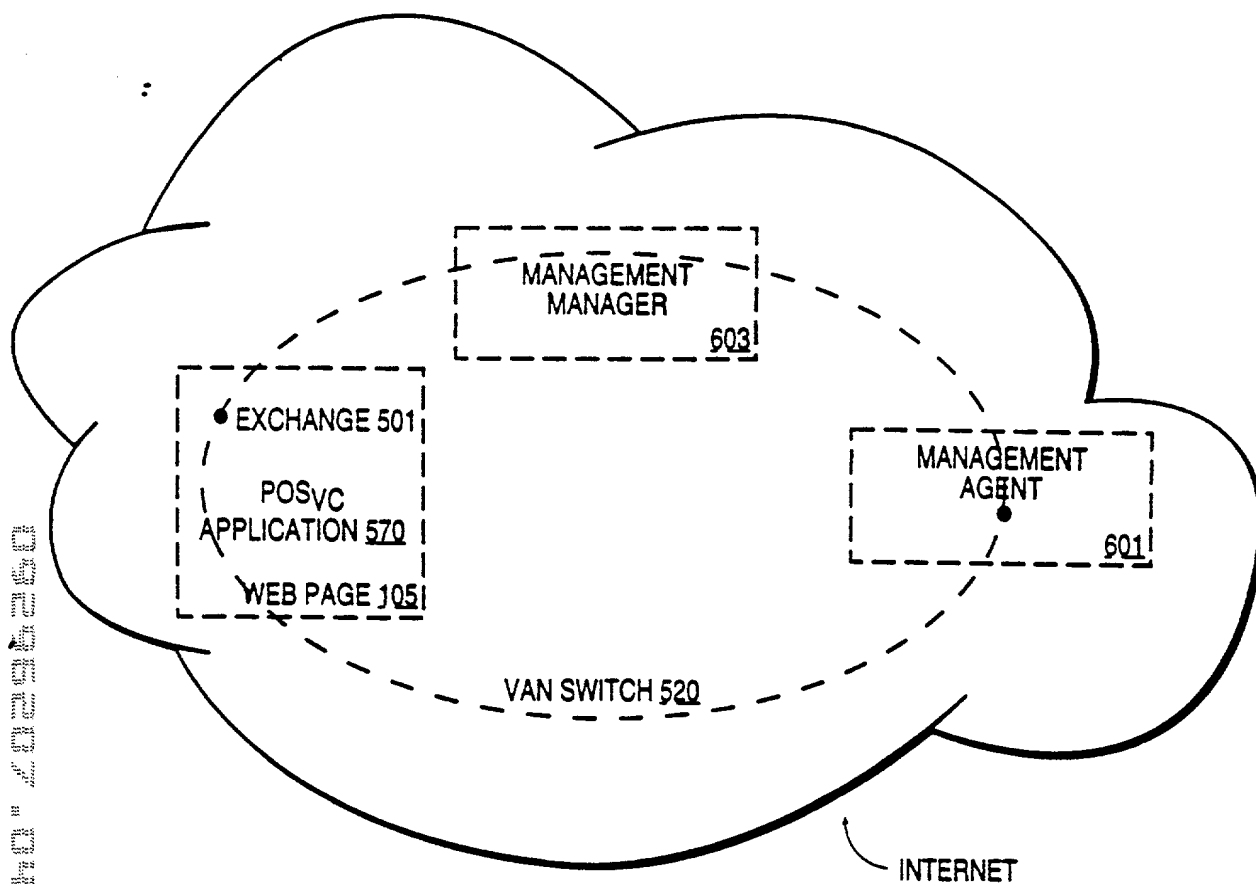 MANAGEMENT
MANAGER
603
EXCHANGE 501
POSVC
APPLICATION 570
WEB PAGE 105
MANAGEMENT
AGENT
601
VAN SWITCH 520
INTERNET